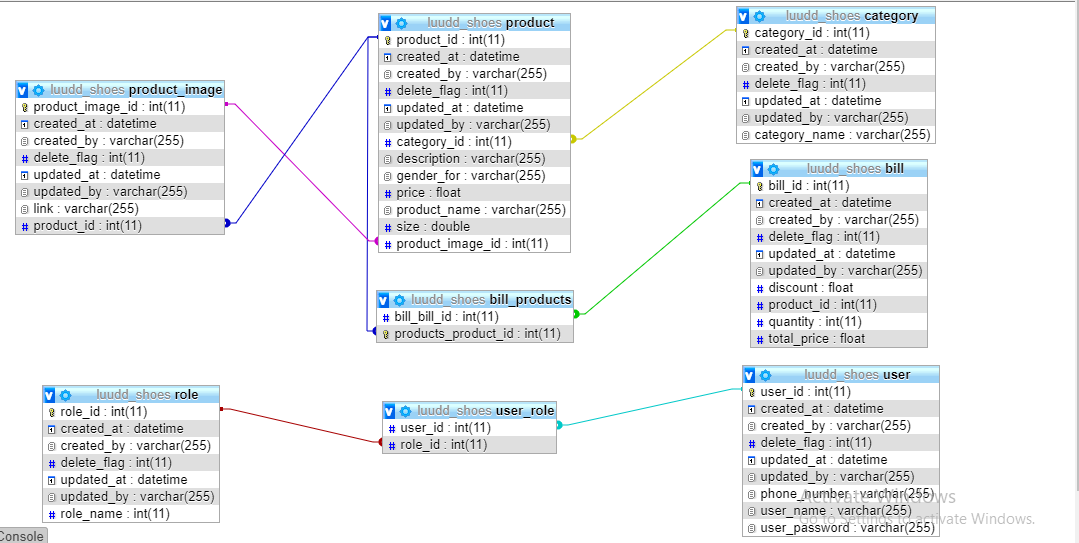 luudd_shoes product_image
product_image_id : int(11)
created_at : datetime
created_by : varchar(255)
delete_flag : int(11)
updated_at : datetime
updated_by : varchar(255)
link : varchar(255)
product_id : int(11)
luudd_shoes product
product_id : int(11)
created_at : datetime
created_by : varchar(255)
delete_flag : int(11)
updated_at : datetime
updated_by : varchar(255)
category_id : int(11)
description : varchar(255)
gender_for : varchar(255)
price : float
product_name : varchar(255)
size : double
product_image_id : int(11)
luudd_shoes category
category_id : int(11)
created_at : datetime
created_by : varchar(255)
delete_flag : int(11)
updated_at : datetime
updated_by : varchar(255)
category_name : varchar(255)
luudd_shoes bill
bill_id : int(11)
created_at : datetime
created_by : varchar(255)
delete_flag : int(11)
updated_at : datetime
updated_by : varchar(255)
discount : float
product_id : int(11)
quantity : int(11)
total_price : float
luudd_shoes bill_products
bill_bill_id : int(11)
products_product_id : int(11)
luudd_shoes role
role_id : int(11)
created_at : datetime
created_by : varchar(255)
delete_flag : int(11)
updated_at : datetime
updated_by : varchar(255)
role_name : int(11)
luudd_shoes user_role
user_id : int(11)
role_id : int(11)
luudd_shoes user
user_id : int(11)
created_at : datetime
created_by : varchar(255)
delete_flag : int(11)
updated_at : datetime
updated_by : varchar(255)
phone_number : varchar(255)
user_name : varchar(255)
user_password : varchar(255)
Activate Windows
Go to Settings to activate Windows.
Console